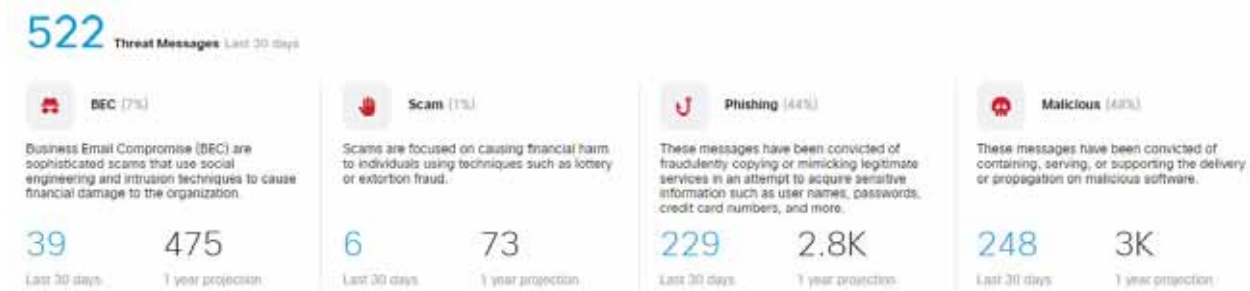 522 Threat Messages Last 30 days
BEC (7%)
Business Email Compromise (BEC) are
sophisticated scams that use social
engineering and intrusion techniques to cause
financial damage to the organization.
39 475
Last 30 days 1 year projection
Scam (1%)
Scams are focused on causing financial harm
to individuals using techniques such as lottery
or extortion fraud.
6 73
Last 30 days 1 year projection
Phishing (44%)
These messages have been convicted of
fraudulently copying or mimicking legitimate
services in an attempt to acquire sensitive
information such as user names, passwords,
credit card numbers, and more.
229 2.8K
Last 30 days 1 year projection
Malicious (48%)
These messages have been convicted of
containing, serving, or supporting the delivery
or propagation on malicious software.
248 3K
Last 30 days 1 year projection